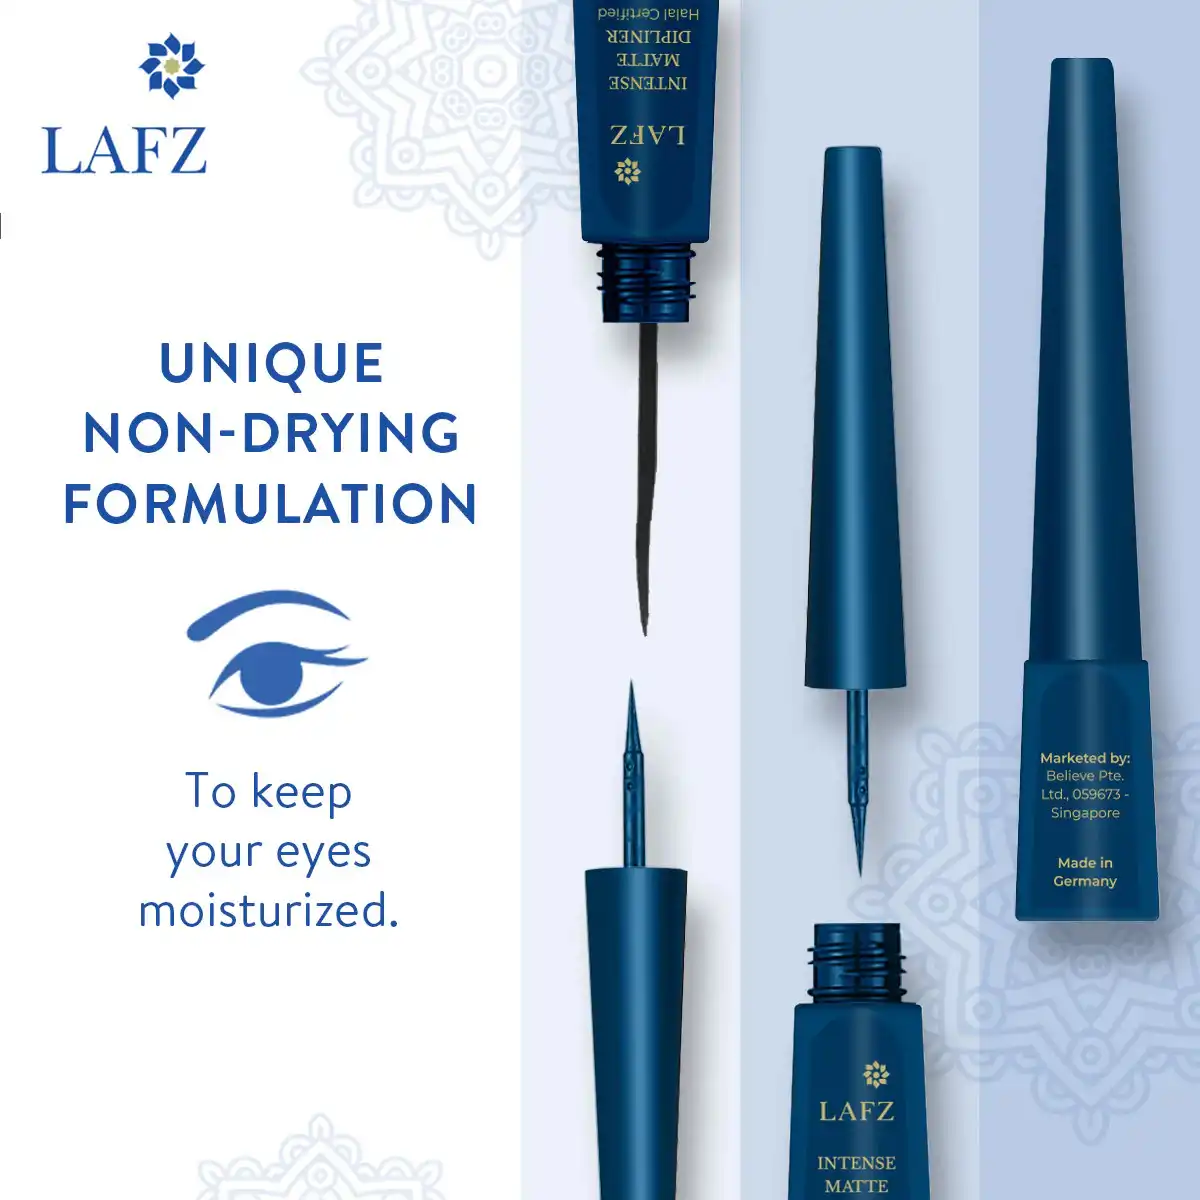 LAFZ
UNIQUE
NON-DRYING
FORMULATION
To keep
your eyes
moisturized.
Halal Certified
DIPLINER
MATTE
INTENSE
LAFZ
Marketed by:
Believe Pte.
Ltd., 059673 -
Singapore
Made in
Germany
LAFZ
INTENSE
MATTE